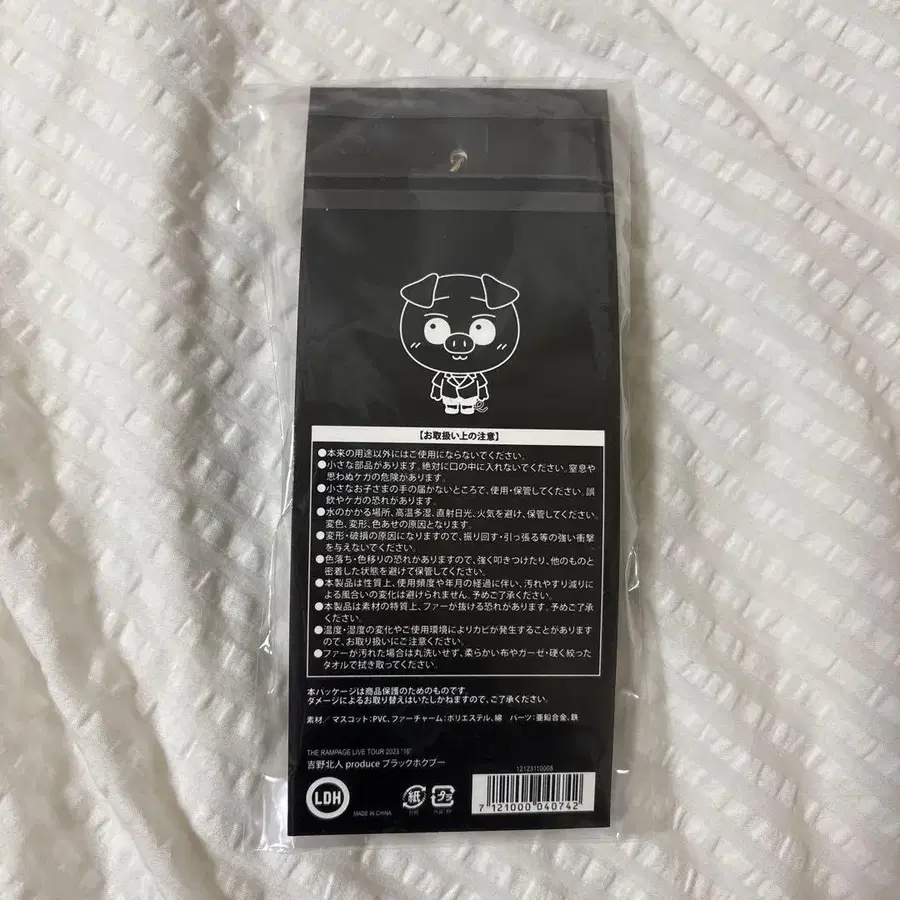 【お取扱い上の注意】
●本来の用途以外にはご使用にならないでください。
●小さな部品があります。絶対に口の中に入れないでください。窒息や
思わぬケガの危険があります。
●小さなお子さまの手の届かないところで、使用・保管してください。誤
飲やケガの恐れがあります。
●水のかかる場所、高温多湿、直射日光、火気を避け、保管してください。
変色、変形、色あせの原因となります。
●変形・破損の原因になりますので、振り回す・引っ張る等の強い衝撃
を与えないでください。
●色落ち・色移りの恐れがありますので、強く叩きつけたり、他のものと
密着した状態を避けて保管してください。
●本製品は性質上、使用頻度や年月の経過に伴い、汚れやすり減りに
よる風合いの変化は避けられません。予めご了承ください。
●本製品は素材の特質上、ファーが抜ける恐れがあります。予めご了承
ください。
●温度・湿度の変化やご使用環境によりカビが発生することがあります
ので、お取り扱いにご注意ください。
●ファーが汚れた場合は丸洗いせず、柔らかい布やガーゼ・硬く絞った
タオルで拭き取ってください。
本パッケージは商品保護のためのものです。
ダメージによるお取り替えはいたしかねますので、ご了承ください。
素材/マスコット:PVC、ファーチャーム:ポリエステル、綿 パーツ:亜鉛合金、鉄
THE RAMPAGE LIVE TOUR 2023 "16"
吉野北人 produce ブラックホクブー
12123110008
LDH
MADE IN CHINA
紙
プラ
7 121000 040742